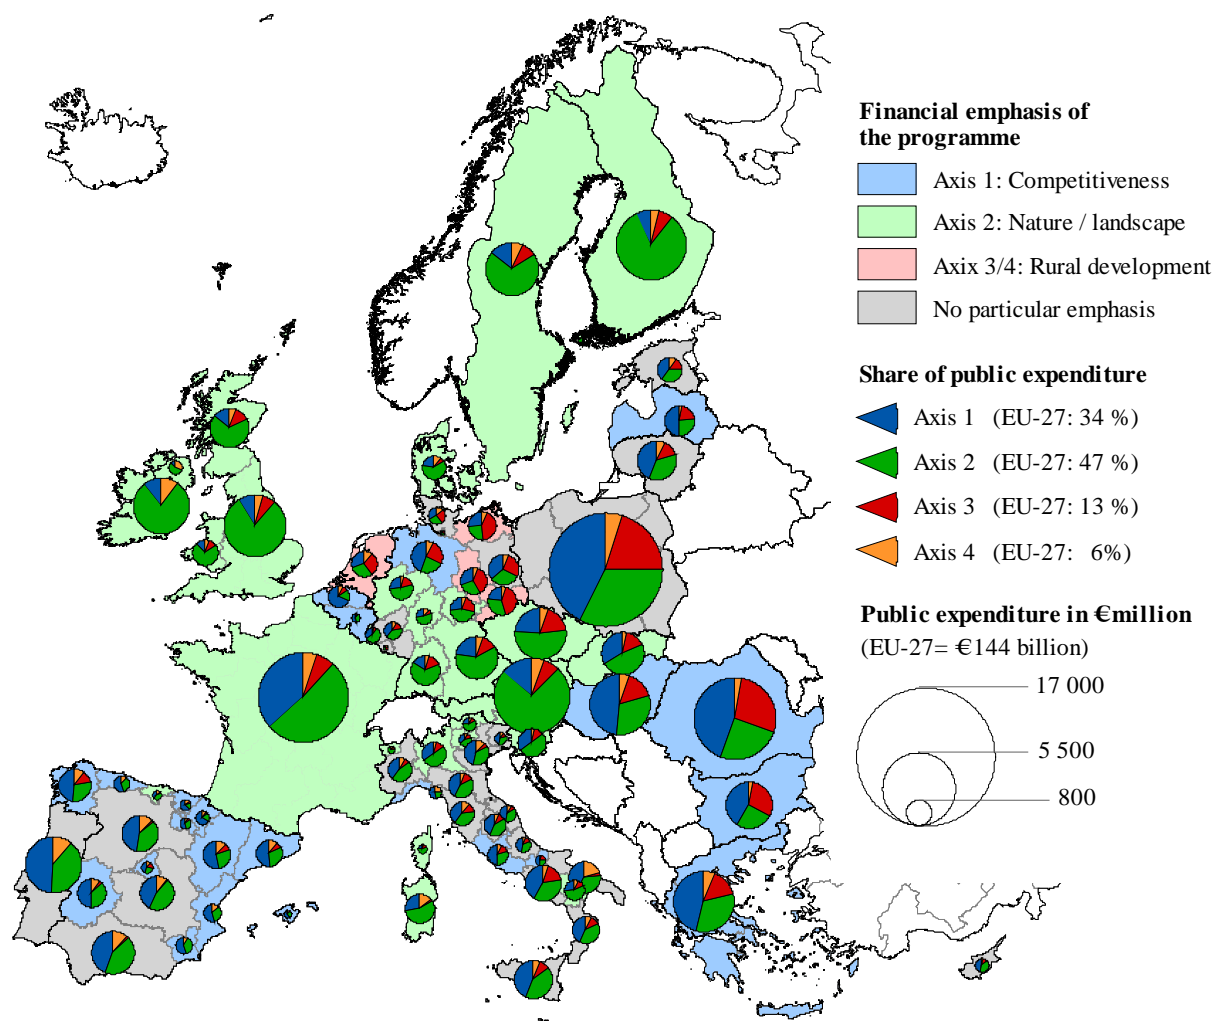 Financial emphasis of
the programme
Axis 1: Competitiveness
Axis 2: Nature / landscape
Axix 3/4: Rural development
No particular emphasis
Share of public expenditure
Axis 1 (EU-27: 34 %)
Axis 2 (EU-27: 47 %)
Axis 3 (EU-27: 13 %)
Axis 4 (EU-27: 6%)
Public expenditure in €million
(EU-27= €144 billion)
17 000
5 500
800